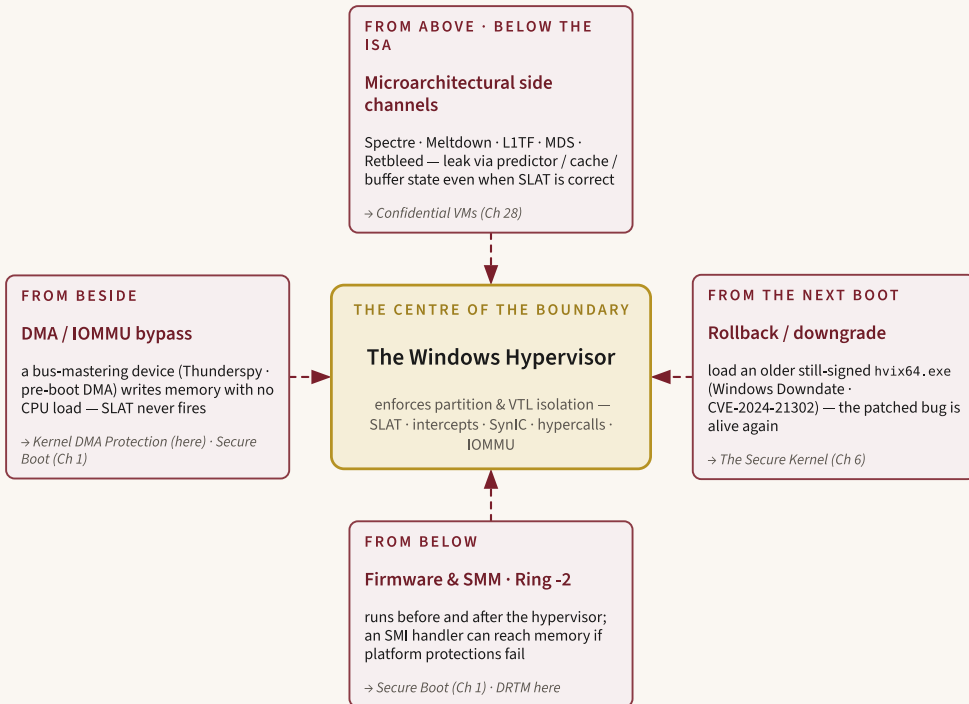 FROM ABOVE · BELOW THE
ISA
Microarchitectural side
channels
Spectre · Meltdown · L1TF · MDS ·
Retbleed — leak via predictor / cache /
buffer state even when SLAT is correct
→ Confidential VMs (Ch 28)
FROM BESIDE
DMA / IOMMU bypass
a bus-mastering device (Thunderspy ·
pre-boot DMA) writes memory with no
CPU load — SLAT never fires
→ Kernel DMA Protection (here) · Secure
Boot (Ch 1)
THE CENTRE OF THE BOUNDARY
The Windows Hypervisor
enforces partition & VTL isolation —
SLAT · intercepts · SynIC · hypercalls ·
IOMMU
FROM THE NEXT BOOT
Rollback / downgrade
load an older still-signed hvix64.exe
(Windows Downdate ·
CVE-2024-21302) — the patched bug is
alive again
→ The Secure Kernel (Ch 6)
FROM BELOW
Firmware & SMM · Ring -2
runs before and after the hypervisor;
an SMI handler can reach memory if
platform protections fail
→ Secure Boot (Ch 1) · DRTM here